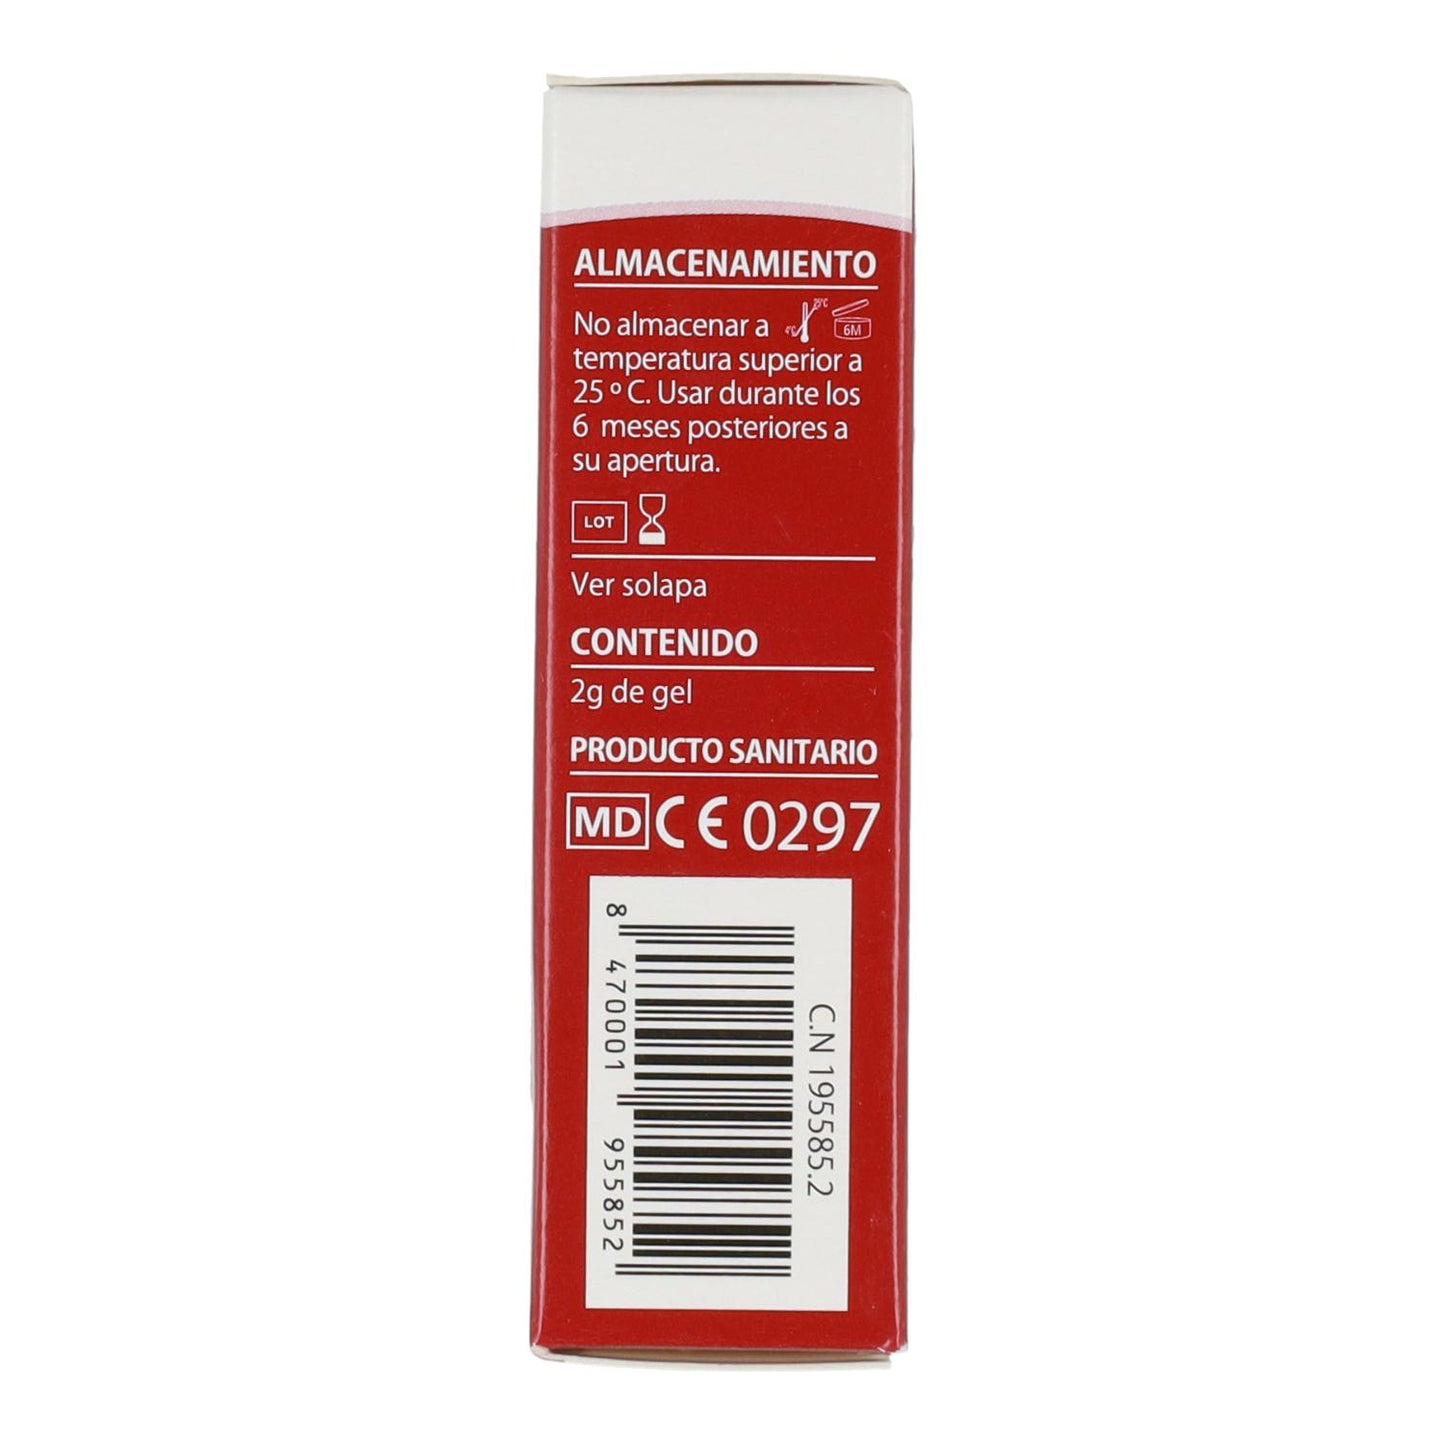 ALMACENAMIENTO
No almacenar a
4°C 25°C 6M
temperatura superior a
25 º C. Usar durante los
6 meses posteriores a
su apertura.
LOT
Ver solapa
CONTENIDO
2g de gel
PRODUCTO SANITARIO
MD CE 0297
8 470001 955852
C.N 195585.2